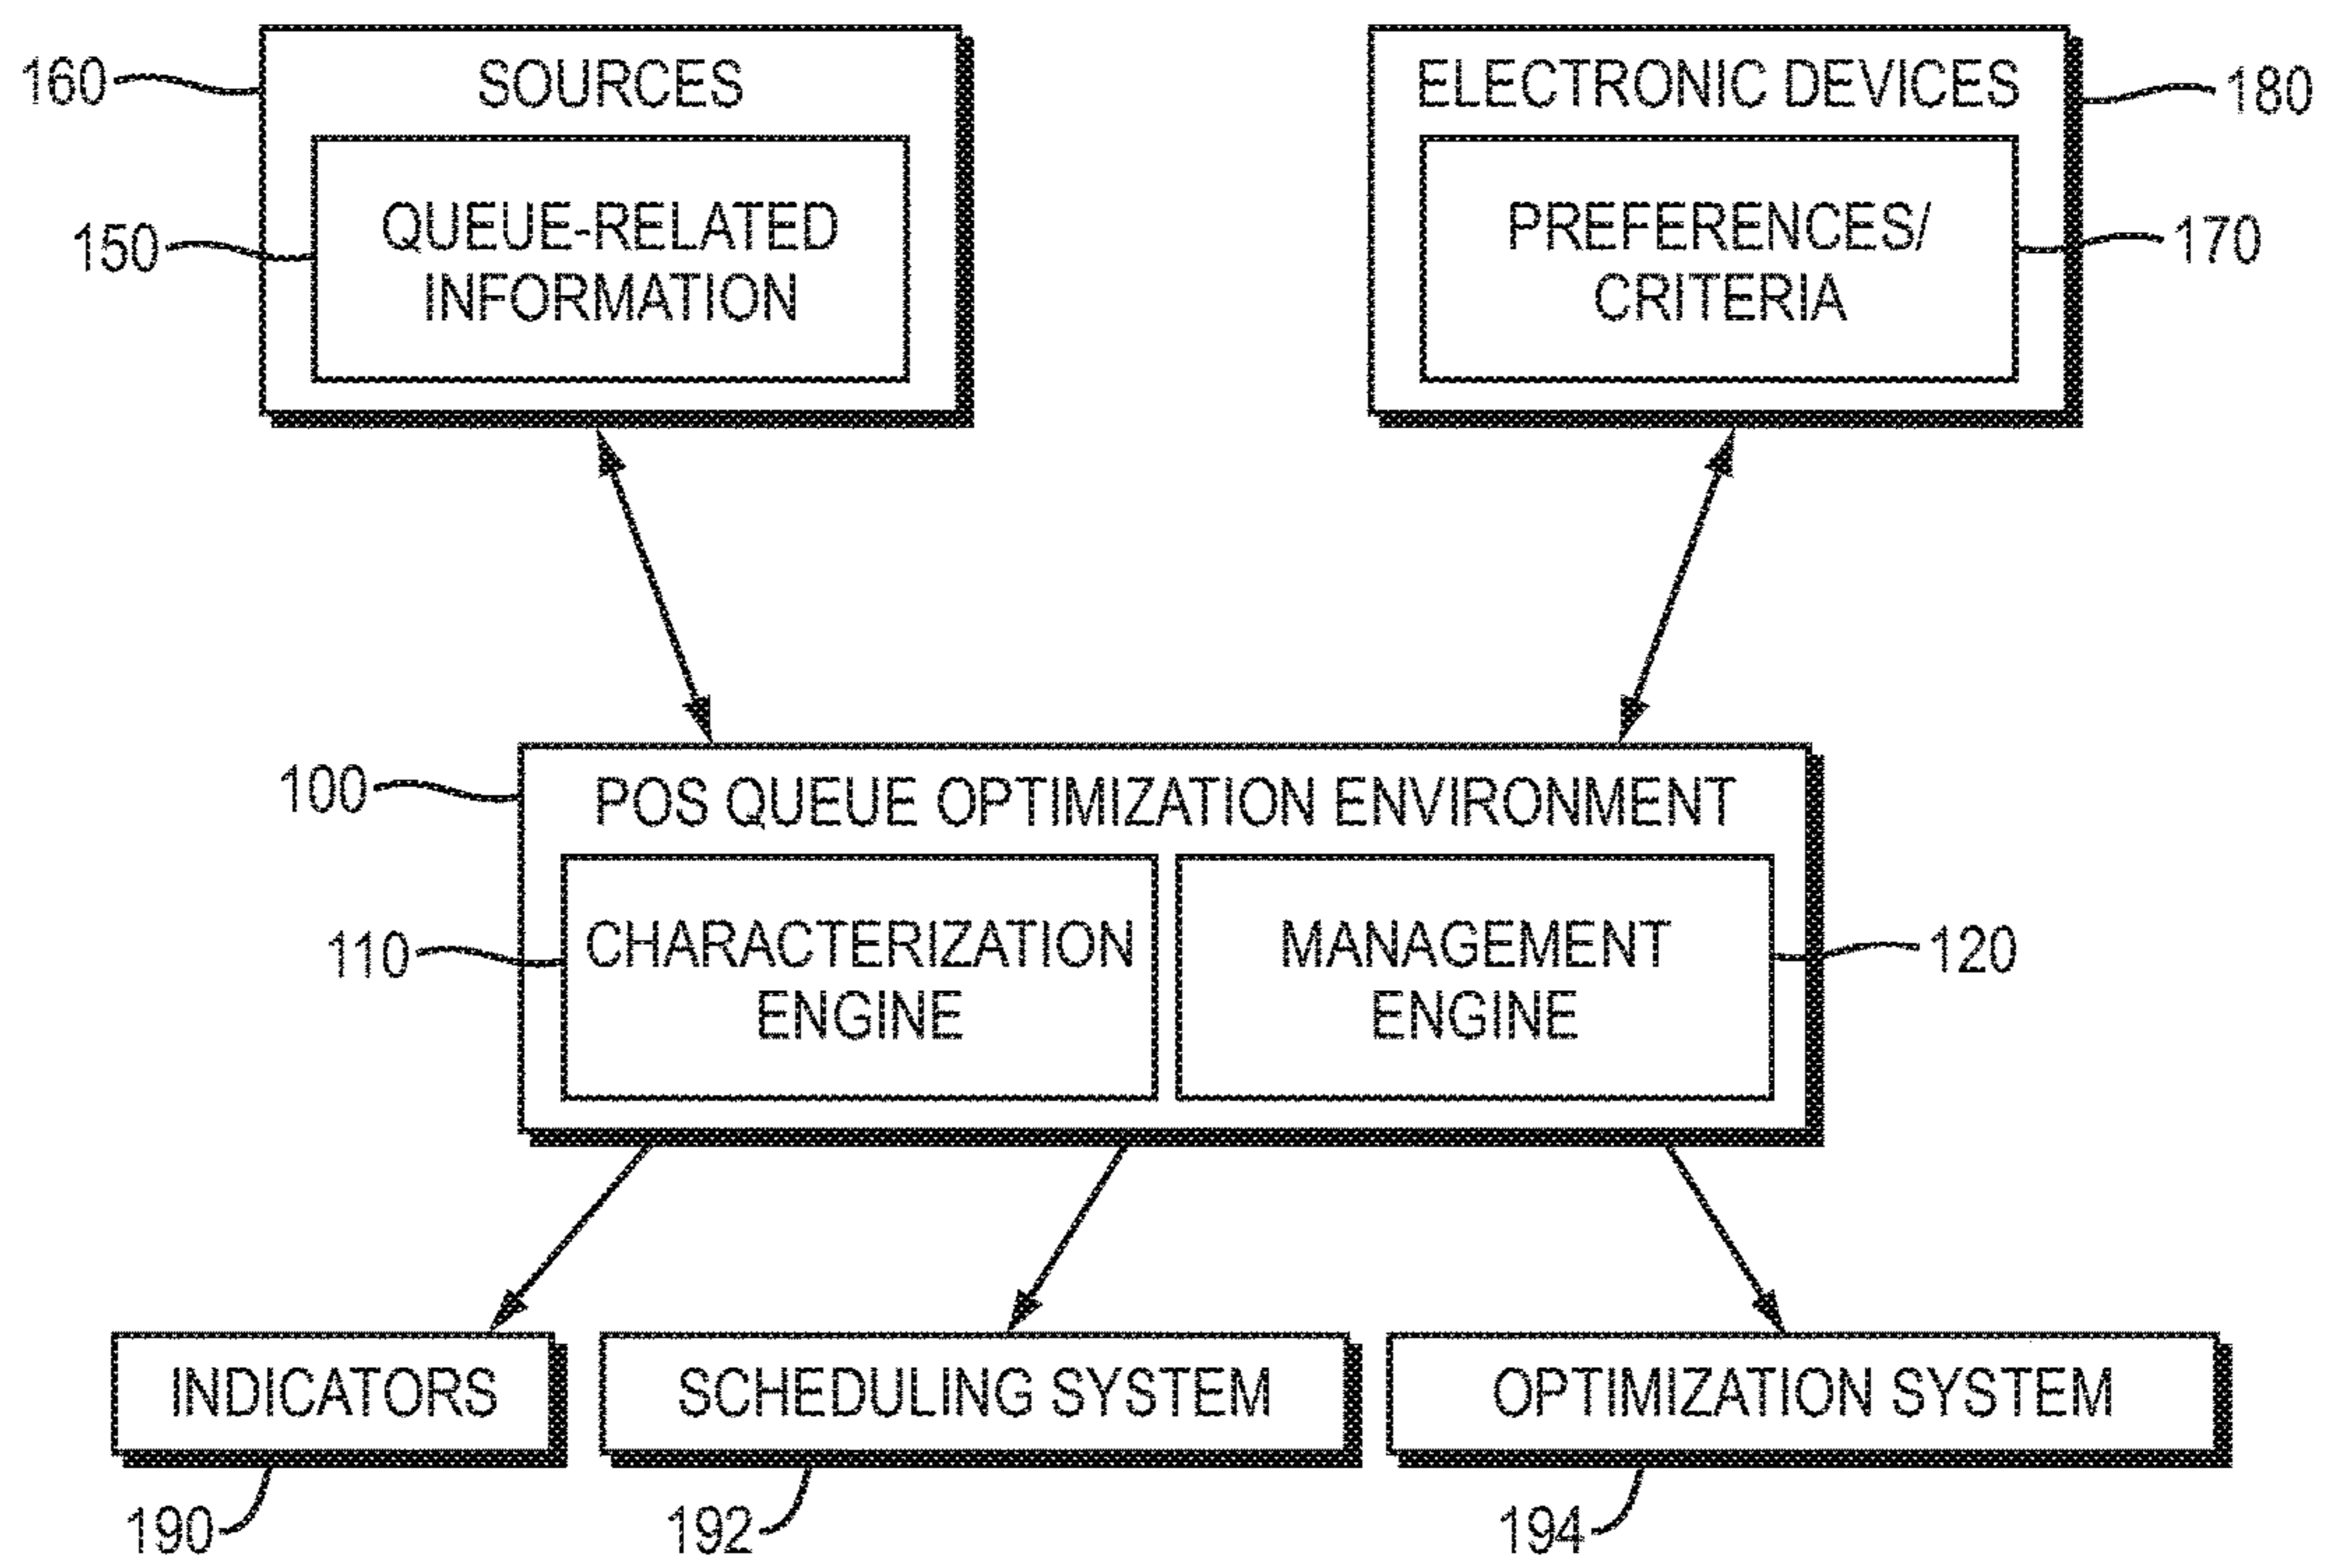 160
SOURCES
150
QUEUE-RELATED
INFORMATION
ELECTRONIC DEVICES
180
PREFERENCES/
CRITERIA
170
100
POS QUEUE OPTIMIZATION ENVIRONMENT
110
CHARACTERIZATION
ENGINE
MANAGEMENT
ENGINE
120
INDICATORS
SCHEDULING SYSTEM
OPTIMIZATION SYSTEM
190
192
194